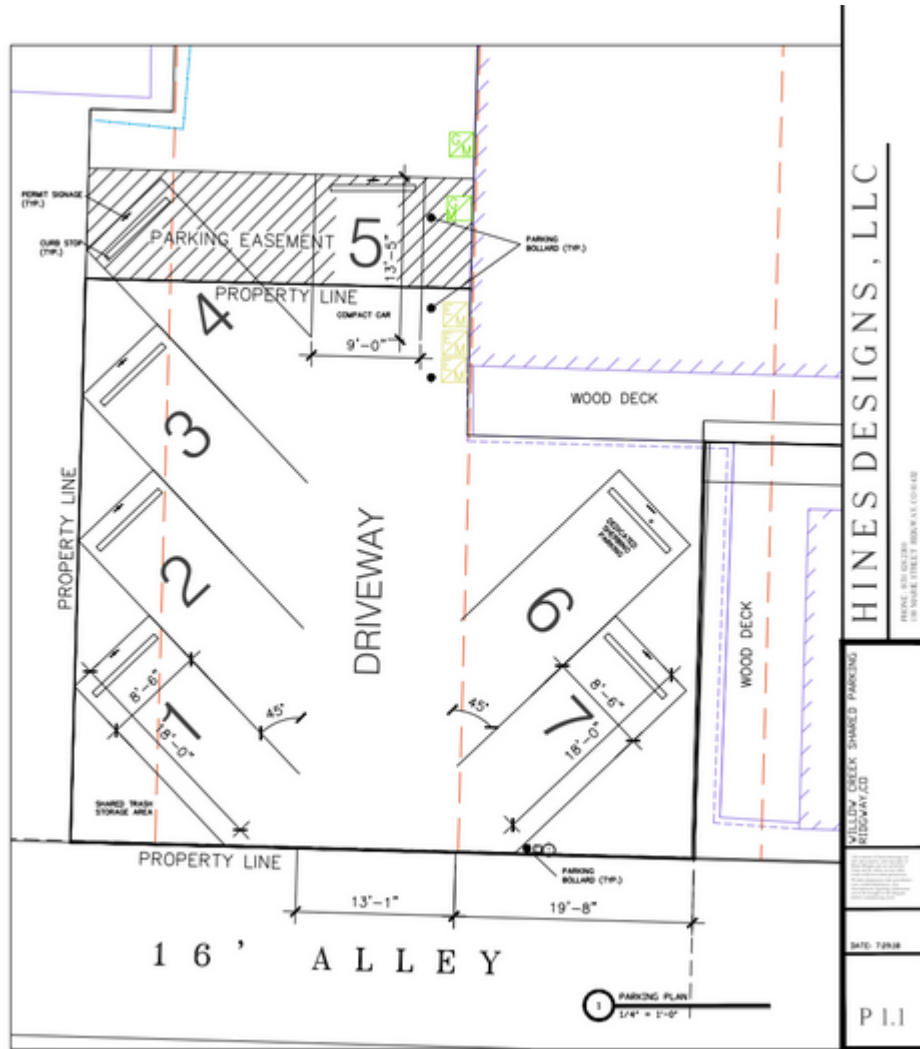 PERMIT SIGNAGE
(TYP.)
CURB STOP
(TYP.)
PARKING EASEMENT
5
13'-5"
G
M
G
M
PARKING
BOLLARD (TYP.)
PROPERTY LINE
COMPACT CAR
9'-0"
E
M
E
M
E
M
4
3
2
1
WOOD DECK
PROPERTY LINE
DRIVEWAY
DEDICATED
SHERBINO
PARKING
6
7
WOOD DECK
8'-6"
18'-0"
45°
45°
8'-6"
18'-0"
SHARED TRASH
STORAGE AREA
PROPERTY LINE
PARKING
BOLLARD (TYP.)
13'-1"
19'-8"
16' ALLEY
1
PARKING PLAN
1/4" = 1'-0"
HINES DESIGNS, LLC
WILLOW CREEK SHARED PARKING
RIDGWAY, CO
P 1.1